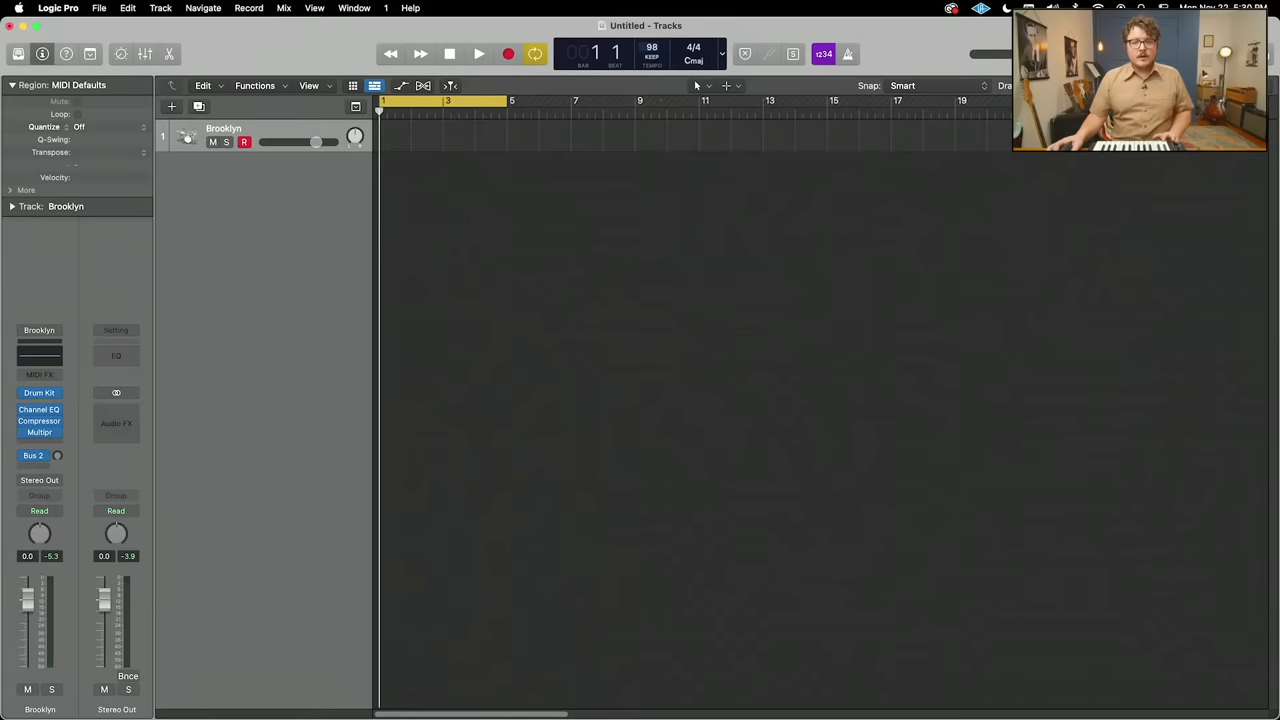 Logic Pro File Edit Track Navigate Record Mix View Window 1 Help
Mon Nov 22 5:30 PM
Untitled - Tracks
1 1 98 4/4
KEEP Cmaj
BAR BEAT TEMPO
1234
Region: MIDI Defaults
Edit Functions View
Snap: Smart
Mute:
Loop:
Quantize Off
Q-Swing:
Transpose:
Velocity:
More
Track: Brooklyn
1 3 5 7 9 11 13 15 17 19
1 Brooklyn
M S R
Brooklyn Setting
EQ
MIDI FX
Drum Kit
Channel EQ
Compressor Audio FX
Multipr
Bus 2
Stereo Out
Group Group
Read Read
0.0 -5.3 0.0 -3.9
Bnce
M S M S
Brooklyn Stereo Out